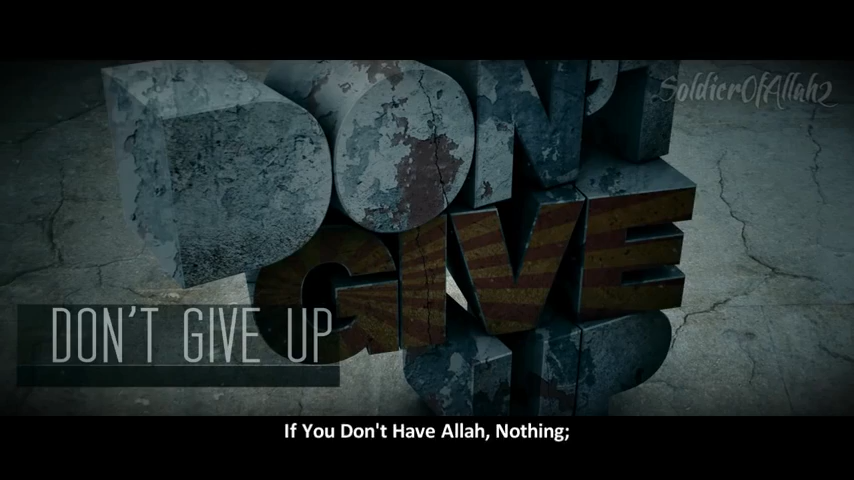 SoldierOfAllah2
DON'T
GIVE
UP
DON'T GIVE UP
If You Don't Have Allah, Nothing;